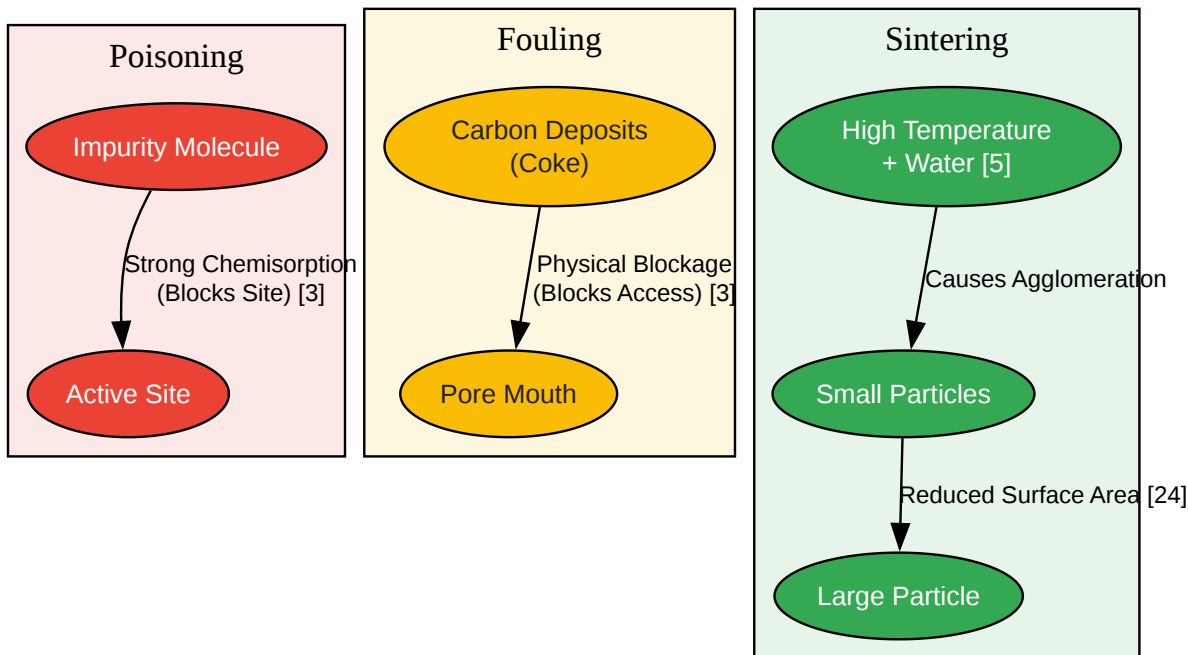 Poisoning
Impurity Molecule
Strong Chemisorption
(Blocks Site) [3]
Active Site
Fouling
Carbon Deposits
(Coke)
Physical Blockage
(Blocks Access) [3]
Pore Mouth
Sintering
High Temperature
+ Water [5]
Causes Agglomeration
Small Particles
Reduced Surface Area [24]
Large Particle